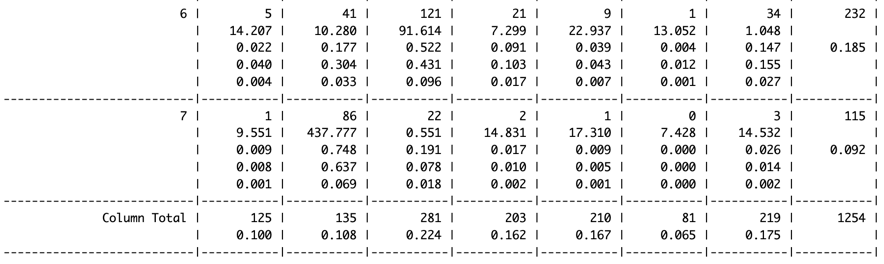 6 | 5 | 41 | 121 | 21 | 9 | 1 | 34 | 232 |
| 14.207 | 10.280 | 91.614 | 7.299 | 22.937 | 13.052 | 1.048 | |
| 0.022 | 0.177 | 0.522 | 0.091 | 0.039 | 0.004 | 0.147 | 0.185 |
| 0.040 | 0.304 | 0.431 | 0.103 | 0.043 | 0.012 | 0.155 | |
| 0.004 | 0.033 | 0.096 | 0.017 | 0.007 | 0.001 | 0.027 | |
--------------------------|-----------|-----------|-----------|-----------|-----------|-----------|-----------|-----------|
7 | 1 | 86 | 22 | 2 | 1 | 0 | 3 | 115 |
| 9.551 | 437.777 | 0.551 | 14.831 | 17.310 | 7.428 | 14.532 | |
| 0.009 | 0.748 | 0.191 | 0.017 | 0.009 | 0.000 | 0.026 | 0.092 |
| 0.008 | 0.637 | 0.078 | 0.010 | 0.005 | 0.000 | 0.014 | |
| 0.001 | 0.069 | 0.018 | 0.002 | 0.001 | 0.000 | 0.002 | |
--------------------------|-----------|-----------|-----------|-----------|-----------|-----------|-----------|-----------|
Column Total | 125 | 135 | 281 | 203 | 210 | 81 | 219 | 1254 |
| 0.100 | 0.108 | 0.224 | 0.162 | 0.167 | 0.065 | 0.175 | |
--------------------------|-----------|-----------|-----------|-----------|-----------|-----------|-----------|-----------|